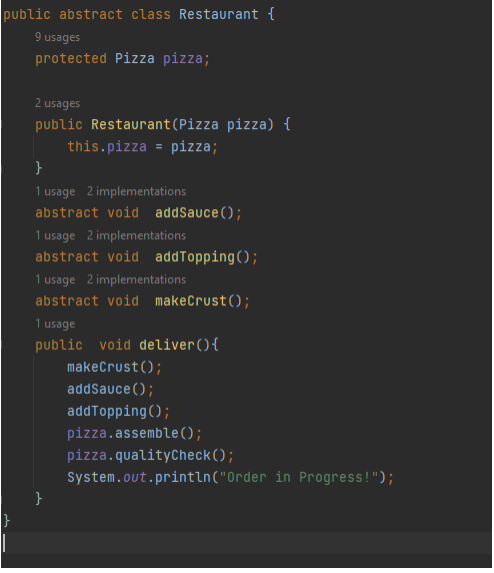 public abstract class Restaurant {
9 usages
protected Pizza pizza;
2 usages
public Restaurant(Pizza pizza) {
this.pizza = pizza;
}
1 usage 2 implementations
abstract void  addSauce();
1 usage 2 implementations
abstract void  addTopping();
1 usage 2 implementations
abstract void  makeCrust();
1 usage
public  void deliver(){
makeCrust();
addSauce();
addTopping();
pizza.assemble();
pizza.qualityCheck();
System.out.println("Order in Progress!");
}
}